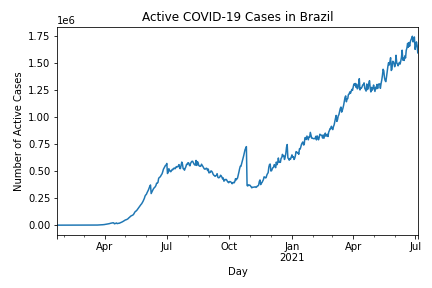 Active COVID-19 Cases in Brazil
1e6
Number of Active Cases
1.75
1.50
1.25
1.00
0.75
0.50
0.25
0.00
Apr Jul Oct Jan Apr Jul
2021
Day